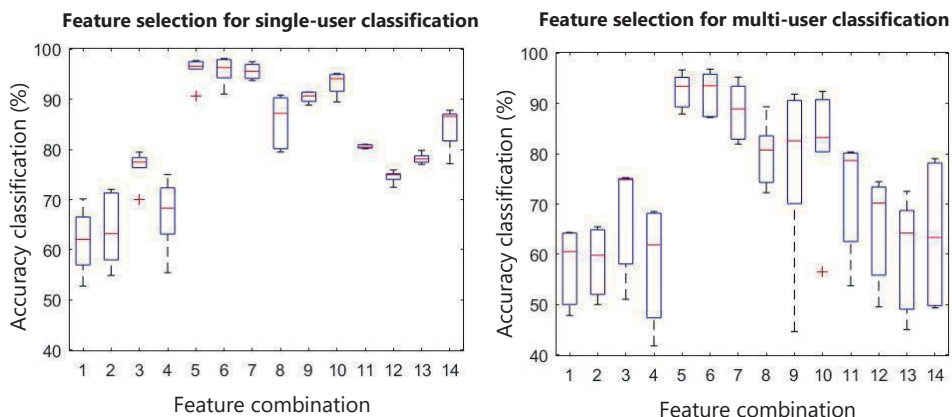 Feature selection for single-user classification
Accuracy classification (%)
100
90
80
70
60
50
40
1 2 3 4 5 6 7 8 9 10 11 12 13 14
Feature combination
Feature selection for multi-user classification
Accuracy classification (%)
100
90
80
70
60
50
40
1 2 3 4 5 6 7 8 9 10 11 12 13 14
Feature combination